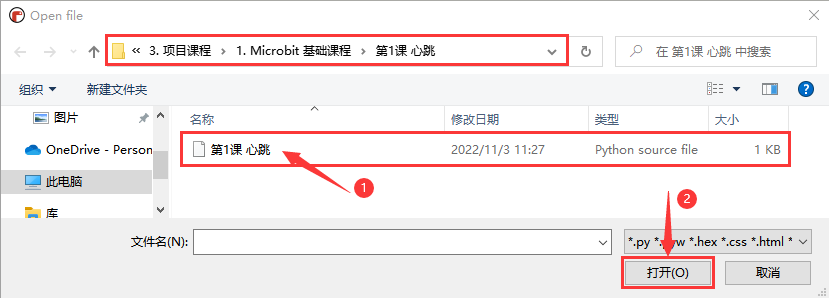 Open file
« 3. 项目课程 › 1. Microbit 基础课程 › 第1课 心跳
在 第1课 心跳 中搜索
组织 新建文件夹
图片
OneDrive - Person
此电脑
库
名称 修改日期 类型 大小
第1课 心跳 2022/11/3 11:27 Python source file 1 KB
1
2
文件名(N): *.py *.pyw *.hex *.css *.html *
打开(O) 取消